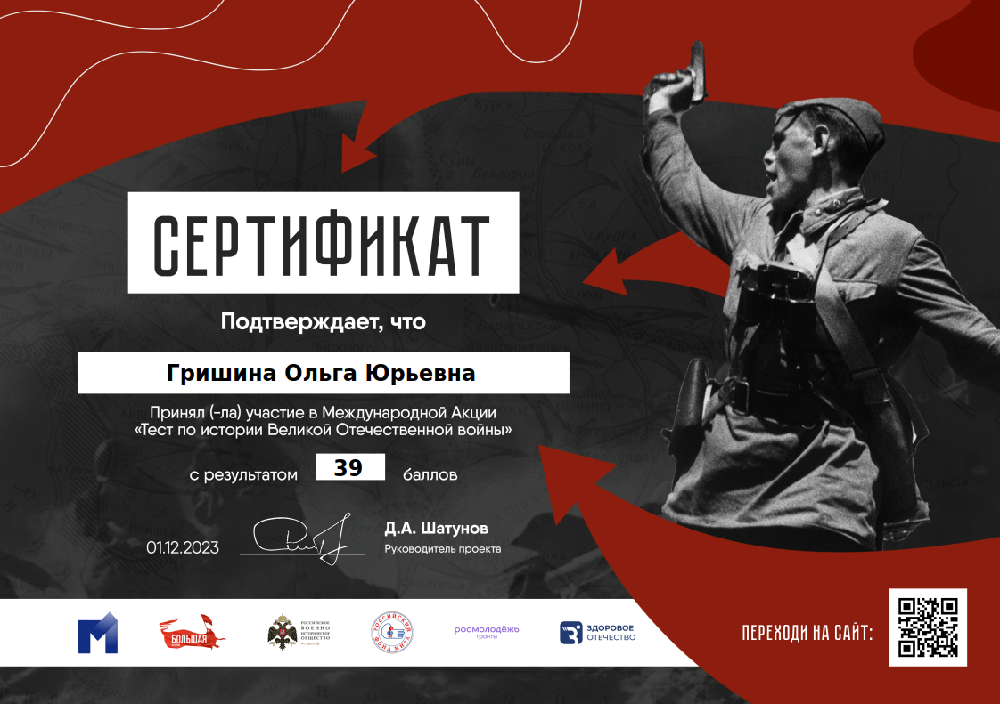 СЕРТИФИКАТ
Подтверждает, что
Гришина Ольга Юрьевна
Принял (-ла) участие в Международной Акции
«Тест по истории Великой Отечественной войны»
с результатом 39 баллов
Д.А. Шатунов
01.12.2023 Руководитель проекта
БОЛЬШАЯ
РОССИЙСКОЕ
ВОЕННО
ИСТОРИЧЕСКОЕ
ОБЩЕСТВО
РОССИЙСКИЙ
ФОНД МИРА
росмолодёжь
гранты
ЗДОРОВОЕ
ОТЕЧЕСТВО
ПЕРЕХОДИ НА САЙТ: